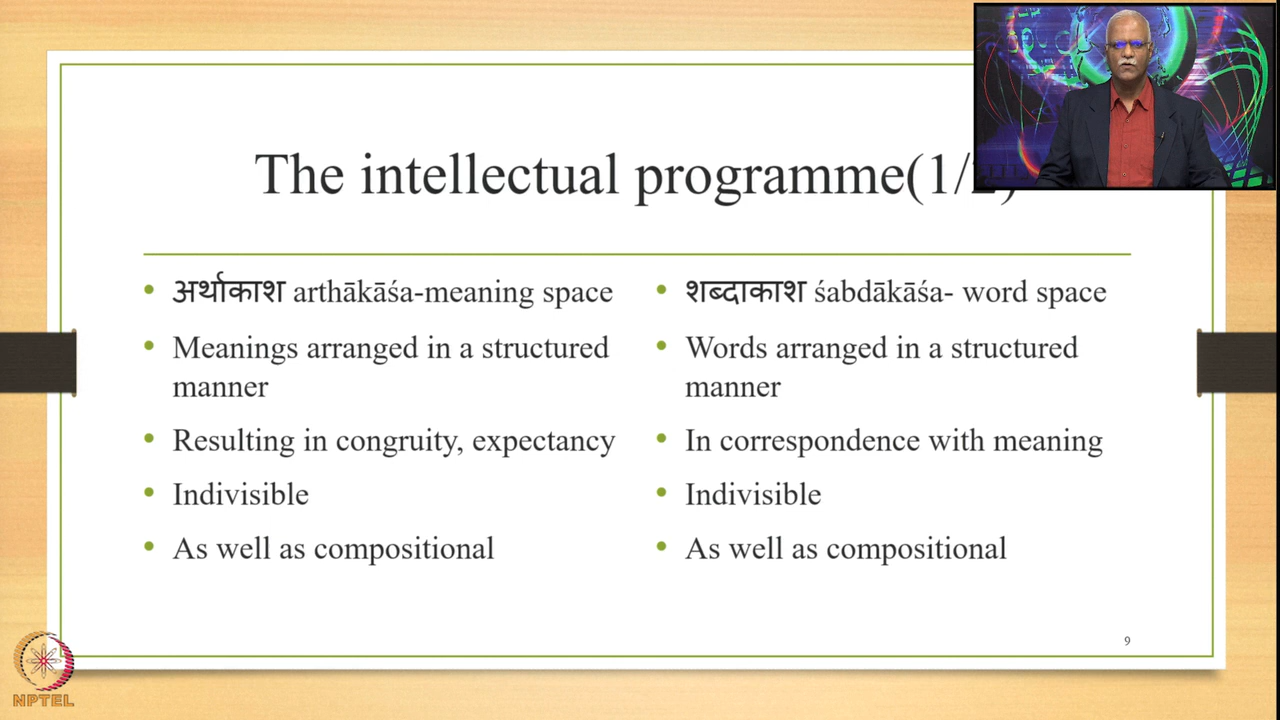 The intellectual programme(1/2)
• अर्थाकाश arthākāśa-meaning space
• Meanings arranged in a structured
manner
• Resulting in congruity, expectancy
• Indivisible
• As well as compositional
• शब्दाकाश śabdākāśa- word space
• Words arranged in a structured
manner
• In correspondence with meaning
• Indivisible
• As well as compositional
9
NPTEL